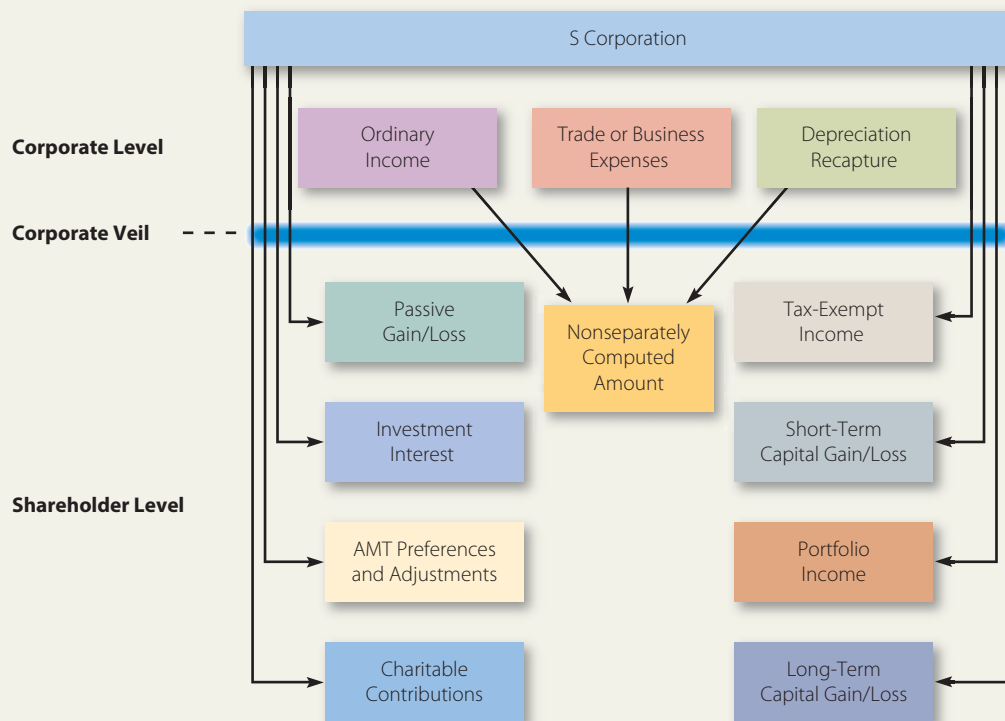 S Corporation
Corporate Level
Ordinary
Income
Trade or Business
Expenses
Depreciation
Recapture
Corporate Veil
Passive
Gain/Loss
Nonseparately
Computed
Amount
Tax-Exempt
Income
Investment
Interest
Short-Term
Capital Gain/Loss
Shareholder Level
AMT Preferences
and Adjustments
Portfolio
Income
Charitable
Contributions
Long-Term
Capital Gain/Loss